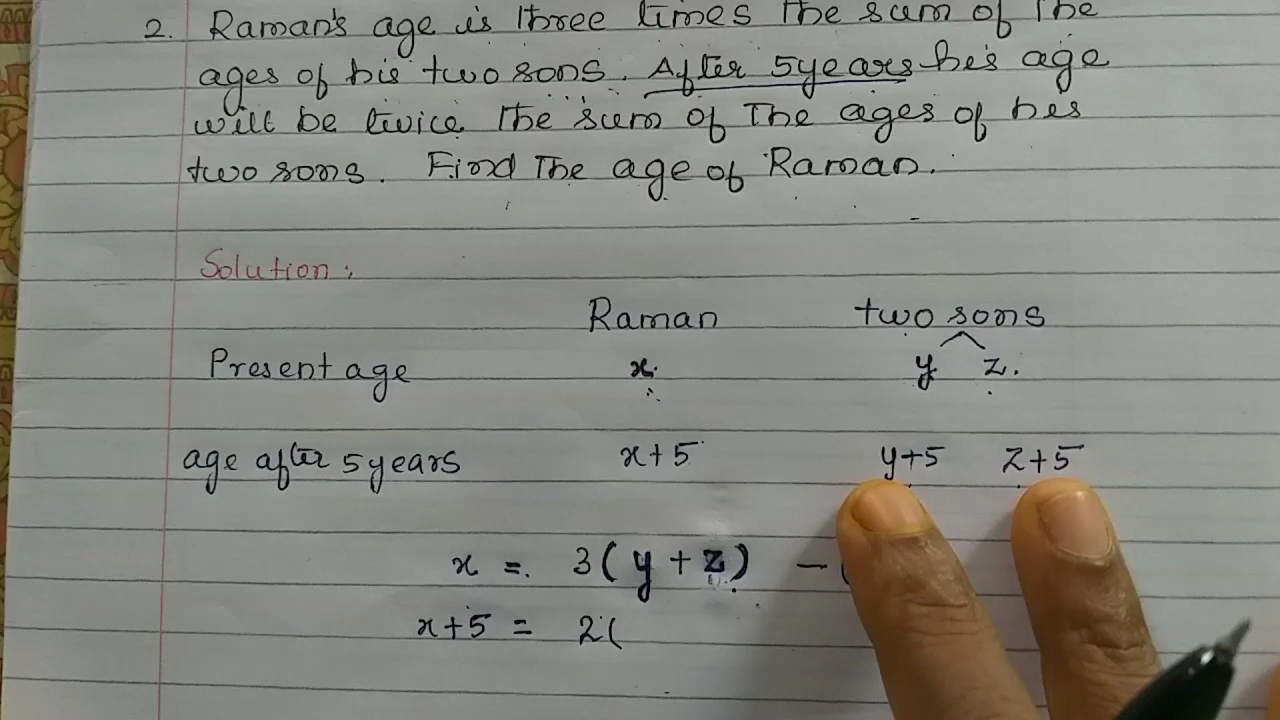 2. Raman's age is three times the sum of the
ages of his two sons. After 5years his age
will be twice the sum of the ages of his
two sons. Find the age of Raman.
Solution:
Raman two sons
Present age x y z.
age after 5 years x+5 y+5 z+5
x = 3(y+z) — (
x+5 = 2(